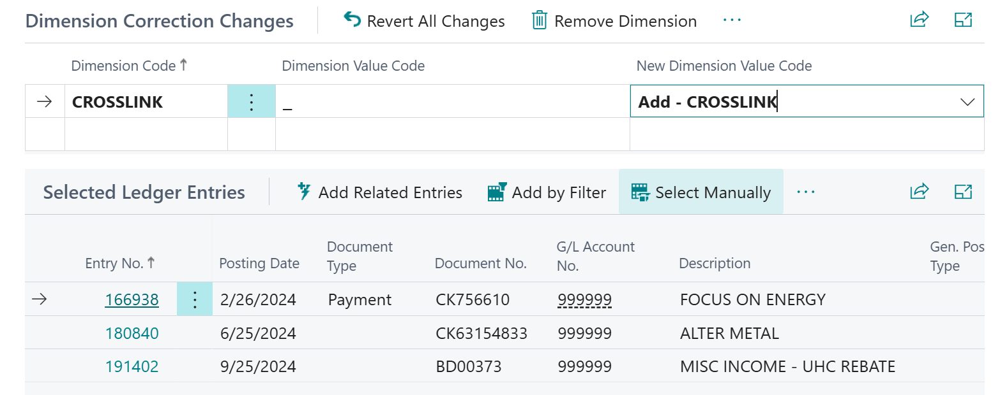 Dimension Correction Changes Revert All Changes Remove Dimension ...
Dimension Code ↑ Dimension Value Code New Dimension Value Code
→ CROSSLINK ⋮ _ Add - CROSSLINK
Selected Ledger Entries Add Related Entries Add by Filter Select Manually ...
Entry No. ↑ Posting Date Document Type Document No. G/L Account No. Description Gen. Pos Type
→ 166938 ⋮ 2/26/2024 Payment CK756610 999999 FOCUS ON ENERGY
180840 6/25/2024 CK63154833 999999 ALTER METAL
191402 9/25/2024 BD00373 999999 MISC INCOME - UHC REBATE